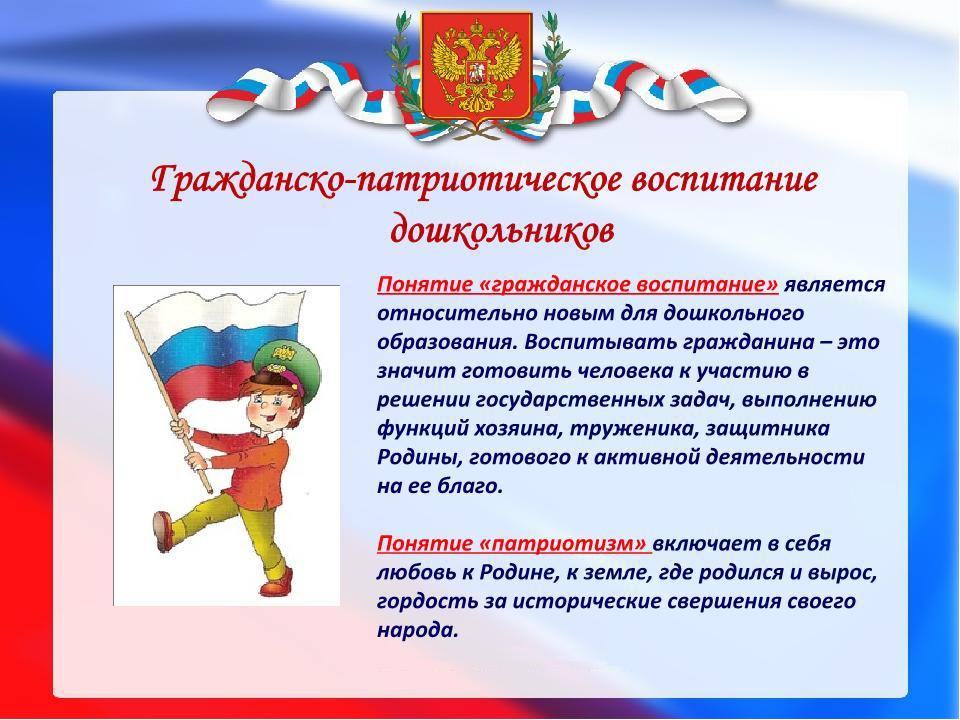 Гражданско-патриотическое воспитание
дошкольников
Понятие «гражданское воспитание» является
относительно новым для дошкольного
образования. Воспитывать гражданина – это
значит готовить человека к участию в
решении государственных задач, выполнению
функций хозяина, труженика, защитника
Родины, готового к активной деятельности
на ее благо.
Понятие «патриотизм» включает в себя
любовь к Родине, к земле, где родился и вырос,
гордость за исторические свершения своего
народа.